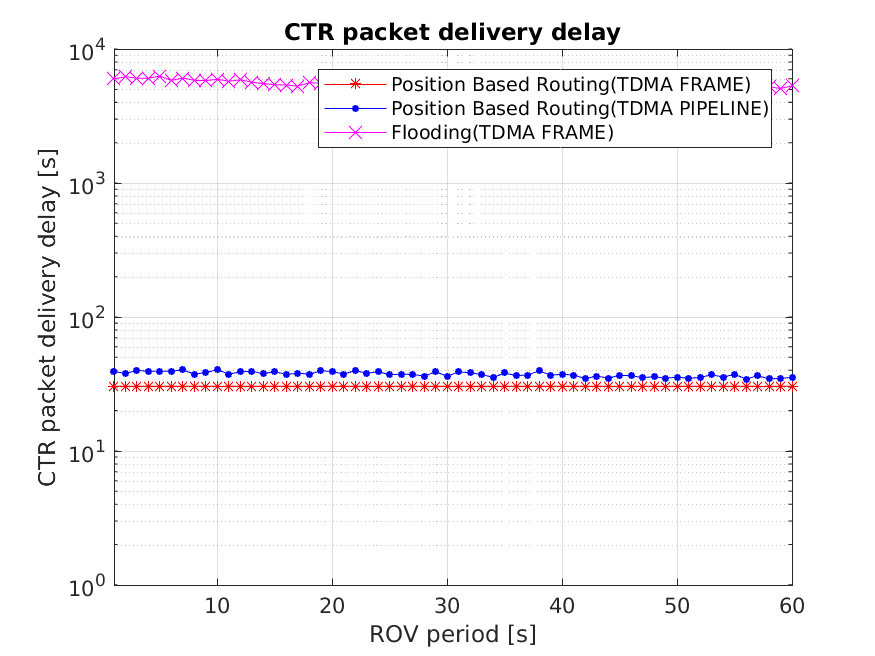 CTR packet delivery delay
CTR packet delivery delay [s]
10^4
10^3
10^2
10^1
10^0
Position Based Routing(TDMA FRAME)
Position Based Routing(TDMA PIPELINE)
Flooding(TDMA FRAME)
10 20 30 40 50 60
ROV period [s]